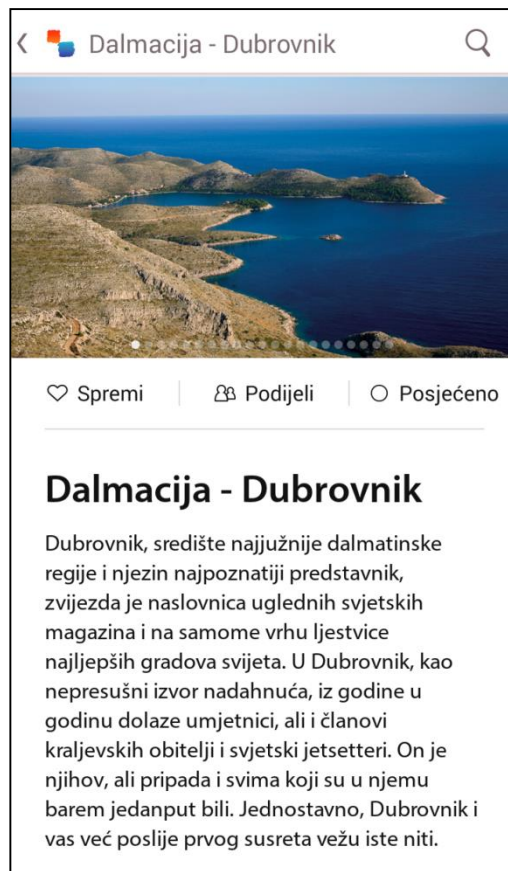 Dalmacija - Dubrovnik
Spremi
Podijeli
Posjećeno
Dalmacija - Dubrovnik
Dubrovnik, središte najjužnije dalmatinske
regije i njezin najpoznatiji predstavnik,
zvijezda je naslovnica uglednih svjetskih
magazina i na samome vrhu ljestvice
najljepših gradova svijeta. U Dubrovnik, kao
nepresušni izvor nadahnuća, iz godine u
godinu dolaze umjetnici, ali i članovi
kraljevskih obitelji i svjetski jetsetteri. On je
njihov, ali pripada i svima koji su u njemu
barem jedanput bili. Jednostavno, Dubrovnik i
vas već poslije prvog susreta vežu iste niti.